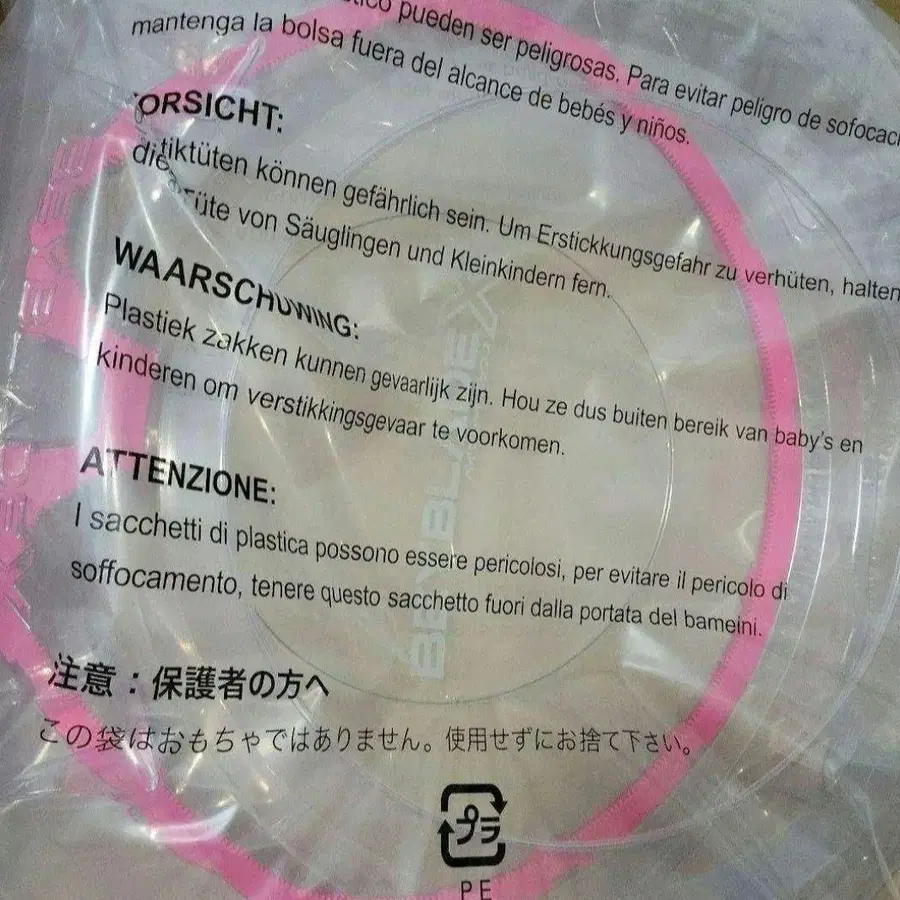 pueden ser peligrosas. Para evitar peligro de sofocaci
mantenga la bolsa fuera del alcance de bebés y niños.
ORSICHT:
tiktüten können gefährlich sein. Um Erstickkungsgefahr zu verhüten, halten
die üte von Säuglingen und Kleinkindern fern.
WAARSCHUWING:
Plastiek zakken kunnen gevaarlijk zijn. Hou ze dus buiten bereik van baby's en
kinderen om verstikkingsgevaar te voorkomen.
ATTENZIONE:
I sacchetti di plastica possono essere pericolosi, per evitare il pericolo di
soffocamento, tenere questo sacchetto fuori dalla portata del bameini.
注意：保護者の方へ
この袋はおもちゃではありません。使用せずにお捨て下さい。
プラ
PE
BEYBLADE X